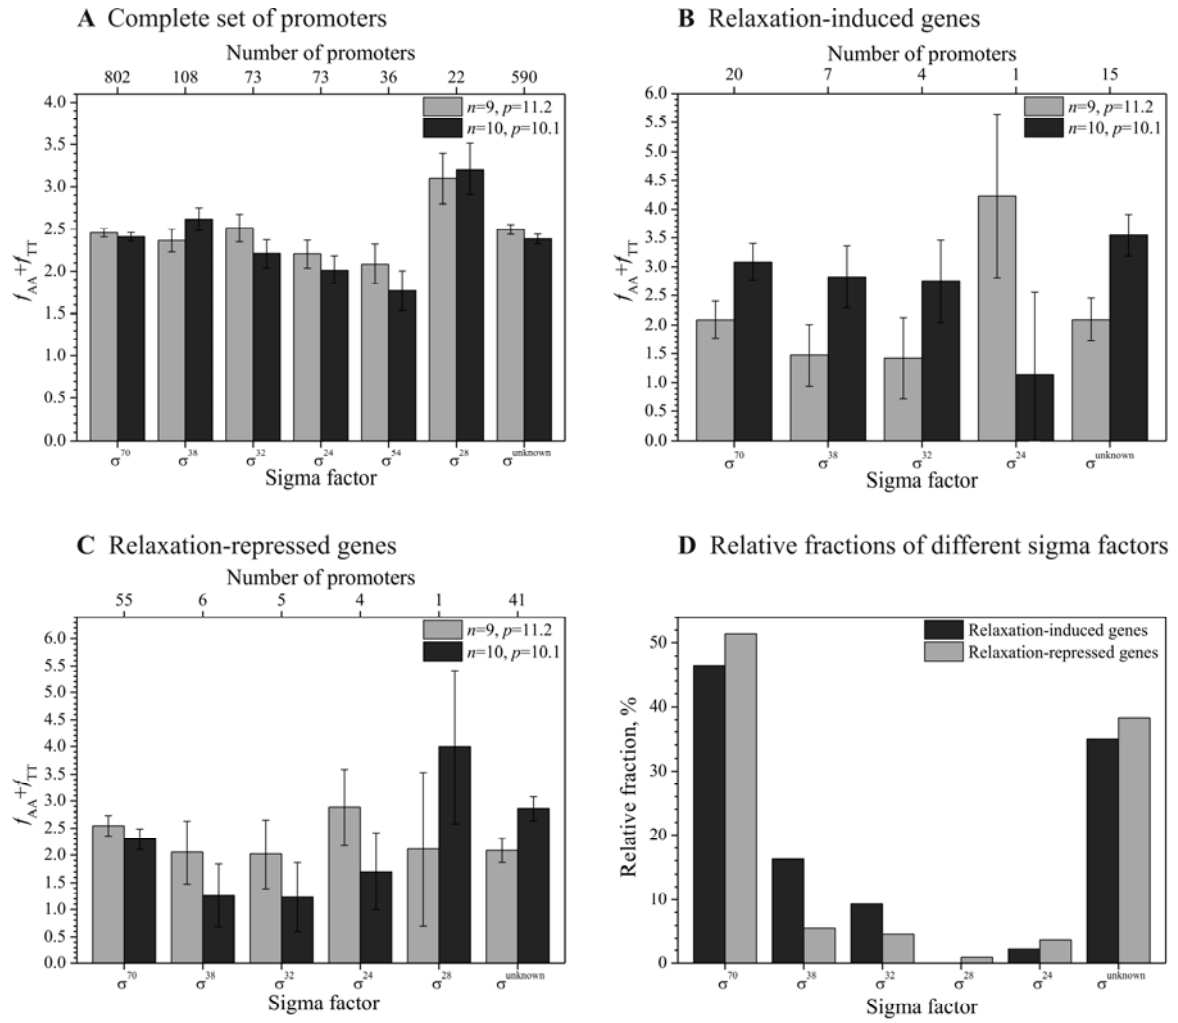 A Complete set of promoters
Number of promoters
802 108 73 73 36 22 590
n=9, p=11.2
n=10, p=10.1
4.0
3.5
3.0
2.5
2.0
1.5
1.0
0.5
0.0
fAA+fTT
σ70 σ38 σ32 σ24 σ54 σ28 σunknown
Sigma factor
B Relaxation-induced genes
Number of promoters
20 7 4 1 15
n=9, p=11.2
n=10, p=10.1
6.0
5.5
5.0
4.5
4.0
3.5
3.0
2.5
2.0
1.5
1.0
0.5
0.0
fAA+fTT
σ70 σ38 σ32 σ24 σunknown
Sigma factor
C Relaxation-repressed genes
Number of promoters
55 6 5 4 1 41
n=9, p=11.2
n=10, p=10.1
6.0
5.5
5.0
4.5
4.0
3.5
3.0
2.5
2.0
1.5
1.0
0.5
0.0
fAA+fTT
σ70 σ38 σ32 σ24 σ28 σunknown
Sigma factor
D Relative fractions of different sigma factors
Relaxation-induced genes
Relaxation-repressed genes
50
40
30
20
10
0
Relative fraction, %
σ70 σ38 σ32 σ28 σ24 σunknown
Sigma factor